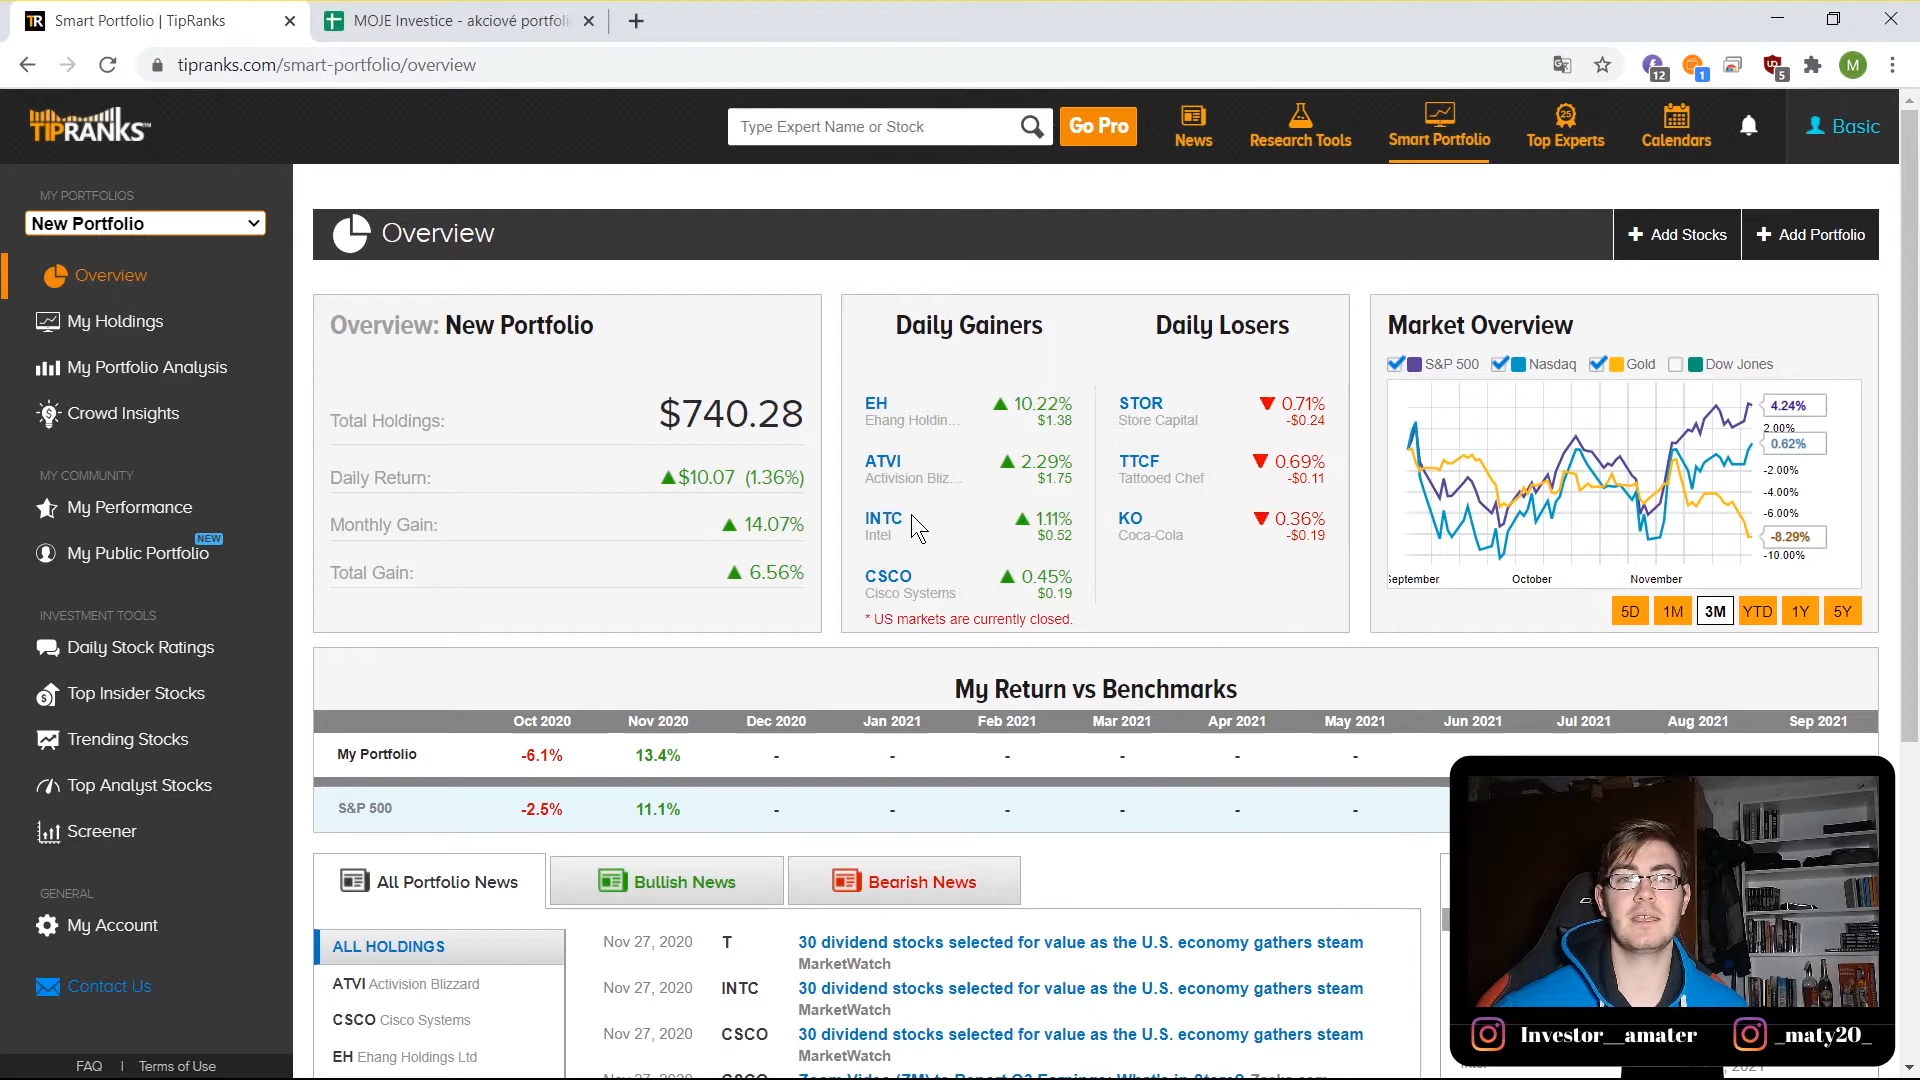 Smart Portfolio | TipRanks
MOJE Investice - akciové portfoli
tipranks.com/smart-portfolio/overview
12
1
5
M
TIPRANKS
Type Expert Name or Stock
Go Pro
News
Research Tools
Smart Portfolio
25
Top Experts
Calendars
Basic
MY PORTFOLIOS
New Portfolio
Overview
My Holdings
My Portfolio Analysis
Crowd Insights
MY COMMUNITY
My Performance
NEW
My Public Portfolio
INVESTMENT TOOLS
Daily Stock Ratings
Top Insider Stocks
Trending Stocks
Top Analyst Stocks
Screener
GENERAL
My Account
Contact Us
FAQ | Terms of Use
Overview
Add Stocks
Add Portfolio
Overview: New Portfolio
Total Holdings: $740.28
Daily Return: $10.07 (1.36%)
Monthly Gain: 14.07%
Total Gain: 6.56%
Daily Gainers
EH 10.22%
Ehang Holdin... $1.38
ATVI 2.29%
Activision Bliz... $1.75
INTC 1.11%
Intel $0.52
CSCO 0.45%
Cisco Systems $0.19
* US markets are currently closed.
Daily Losers
STOR 0.71%
Store Capital -$0.24
TTCF 0.69%
Tattooed Chef -$0.11
KO 0.36%
Coca-Cola -$0.19
Market Overview
S&P 500 Nasdaq Gold Dow Jones
4.24%
2.00%
0.62%
-2.00%
-4.00%
-6.00%
-8.29%
-10.00%
September October November
5D 1M 3M YTD 1Y 5Y
My Return vs Benchmarks
Oct 2020 Nov 2020 Dec 2020 Jan 2021 Feb 2021 Mar 2021 Apr 2021 May 2021 Jun 2021 Jul 2021 Aug 2021 Sep 2021
My Portfolio -6.1% 13.4% - - - - - -
S&P 500 -2.5% 11.1% - - - - - -
All Portfolio News
Bullish News
Bearish News
ALL HOLDINGS
ATVI Activision Blizzard
CSCO Cisco Systems
EH Ehang Holdings Ltd
Nov 27, 2020 T 30 dividend stocks selected for value as the U.S. economy gathers steam
MarketWatch
Nov 27, 2020 INTC 30 dividend stocks selected for value as the U.S. economy gathers steam
MarketWatch
Nov 27, 2020 CSCO 30 dividend stocks selected for value as the U.S. economy gathers steam
MarketWatch
Investor__amater
_maty20_